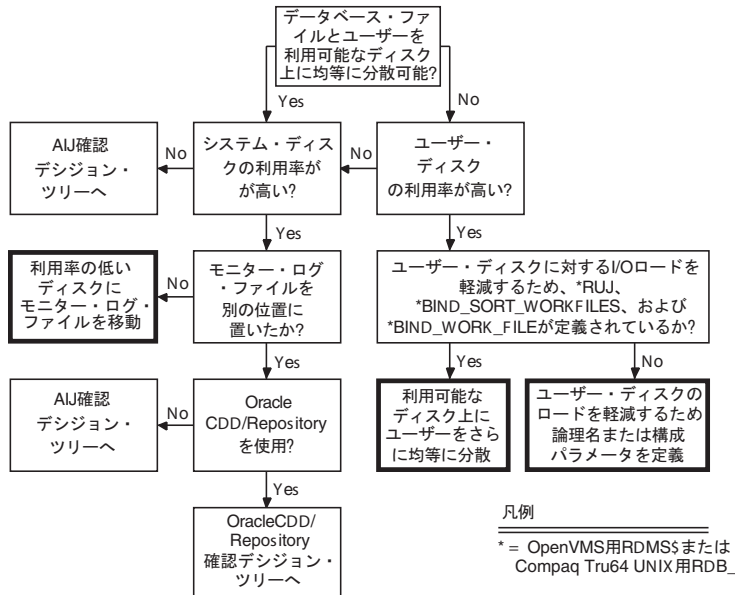 データベース・ファ
イルとユーザーを
利用可能なディスク
上に均等に分散可能?
Yes
No
AIJ確認
デシジョン・
ツリーへ
No
システム・ディス
クの利用率が
が高い?
No
ユーザー・
ディスク
の利用率が高い?
Yes
Yes
利用率の低い
ディスクに
モニター・ログ・
ファイルを移動
No
モニター・ログ・
ファイルを
別の位置に
置いたか?
ユーザー・ディスクに対するI/Oロードを
軽減するため、*RUJ、
*BIND_SORT_WORKFILES、および
*BIND_WORK_FILEが定義されているか?
Yes
Yes
No
AIJ確認
デシジョン・
ツリーへ
No
Oracle
CDD/Repository
を使用?
利用可能な
ディスク上に
ユーザーをさら
に均等に分散
ユーザー・ディスクの
ロードを軽減するため
論理名または構成
パラメータを定義
Yes
OracleCDD/
Repository
確認デシジョン・
ツリーへ
凡例
* = OpenVMS用RDMS$または
Compaq Tru64 UNIX用RDB_